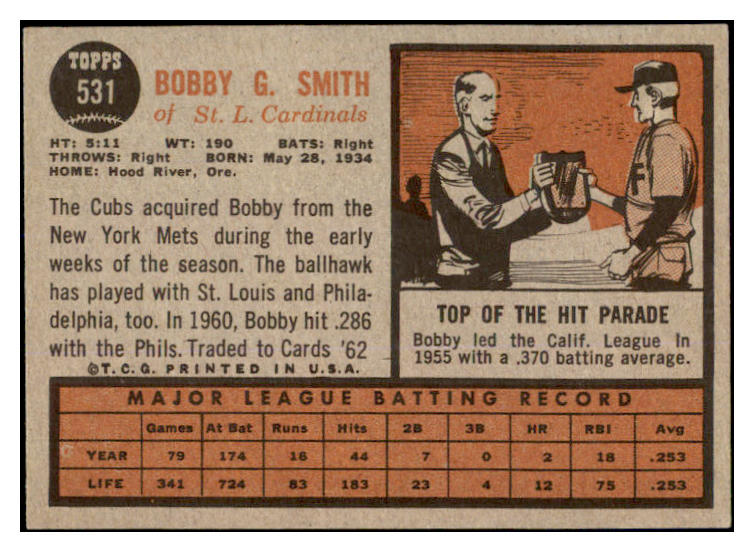 TOPPS
531
BOBBY G. SMITH
of St. L. Cardinals
HT: 5:11 WT: 190 BATS: Right
THROWS: Right BORN: May 28, 1934
HOME: Hood River, Ore.
The Cubs acquired Bobby from the
New York Mets during the early
weeks of the season. The ballhawk
has played with St. Louis and Phila-
delphia, too. In 1960, Bobby hit .286
with the Phils. Traded to Cards '62
©T.C.G. PRINTED IN U.S.A.
F
TOP OF THE HIT PARADE
Bobby led the Calif. League in
1955 with a .370 batting average.
MAJOR LEAGUE BATTING RECORD
Games At Bat Runs Hits 2B 3B HR RBI Avg
YEAR 79 174 16 44 7 0 2 18 .253
LIFE 341 724 83 183 23 4 12 75 .253